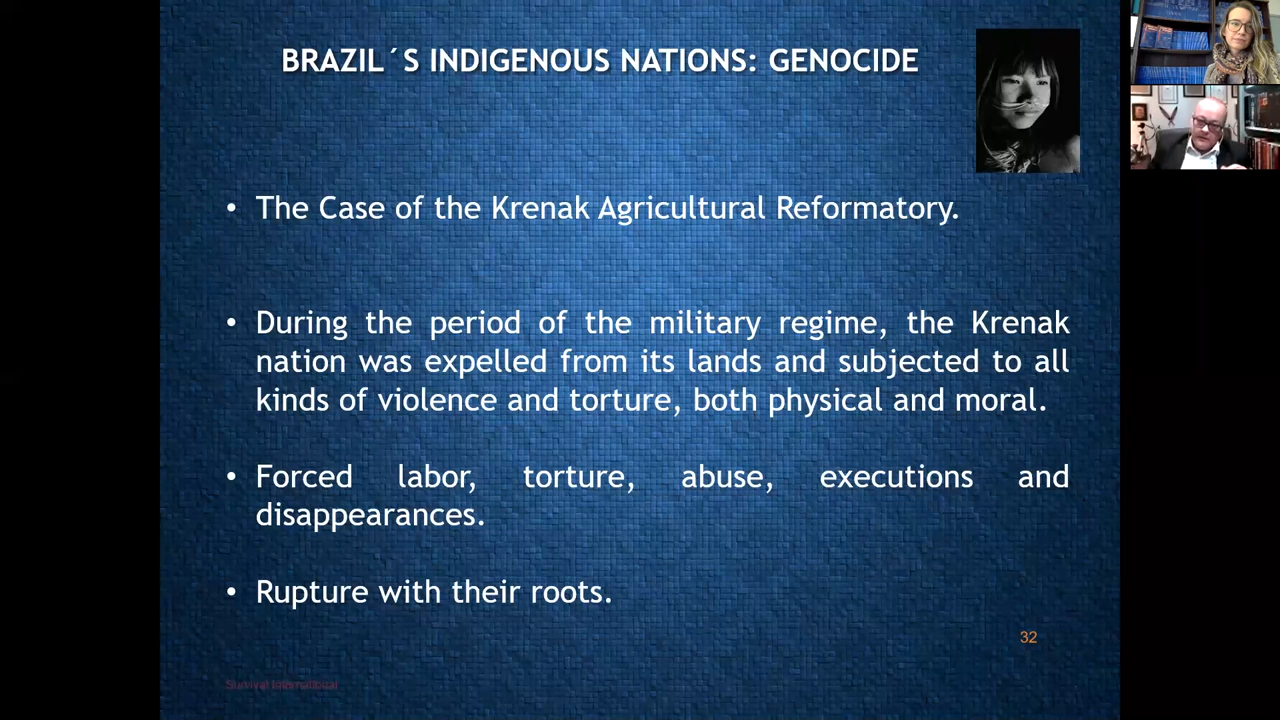 BRAZIL´S INDIGENOUS NATIONS: GENOCIDE
• The Case of the Krenak Agricultural Reformatory.
• During the period of the military regime, the Krenak
nation was expelled from its lands and subjected to all
kinds of violence and torture, both physical and moral.
• Forced labor, torture, abuse, executions and
disappearances.
• Rupture with their roots.
32
Survival International